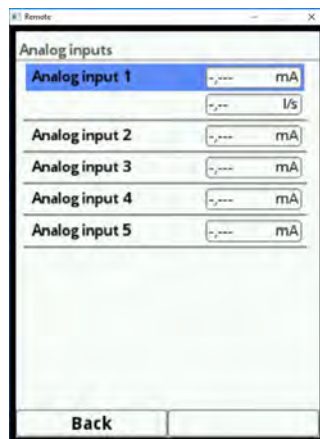 Remote
Analog inputs
Analog input 1 -,--- mA
-,-- l/s
Analog input 2 -,--- mA
Analog input 3 -,--- mA
Analog input 4 -,--- mA
Analog input 5 -,--- mA
Back